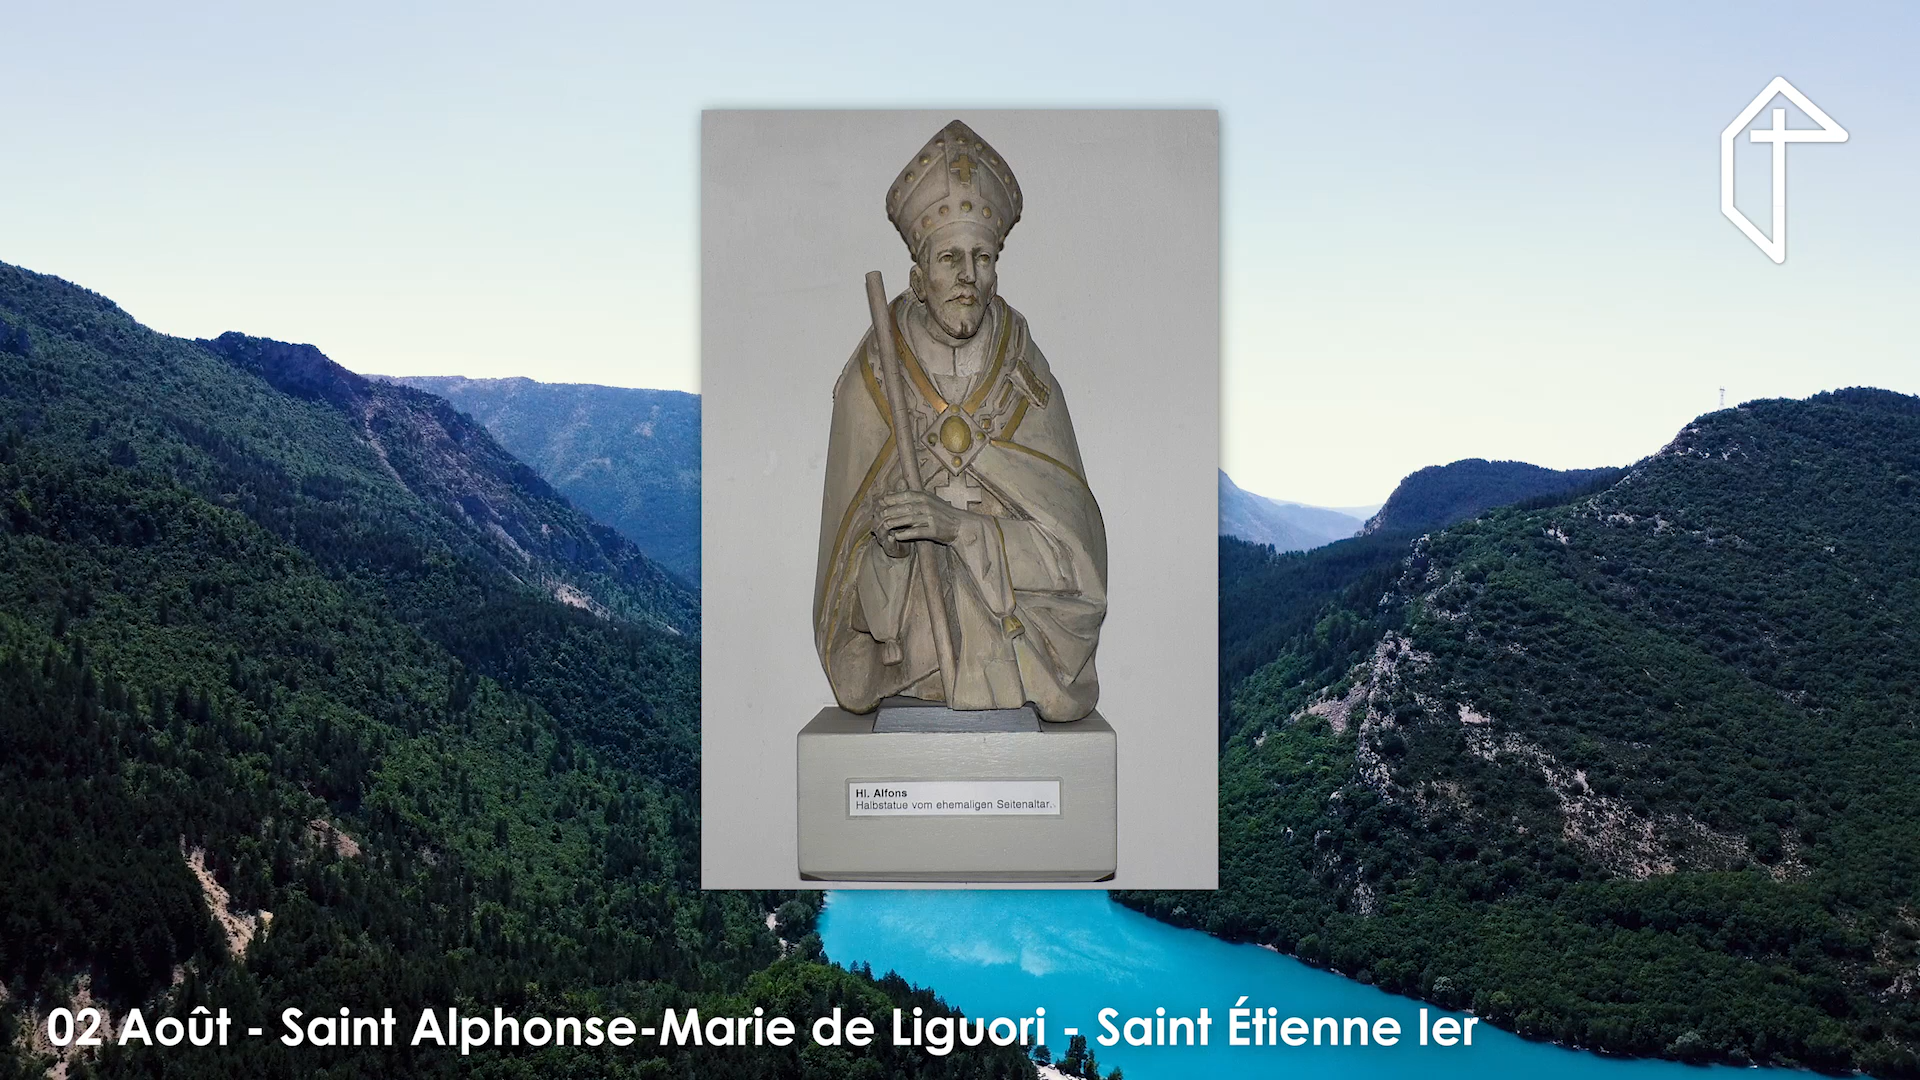 Hl. Alfons
Halbstatue vom ehemaligen Seitenaltar.
02 Août - Saint Alphonse-Marie de Liguori - Saint Étienne Ier